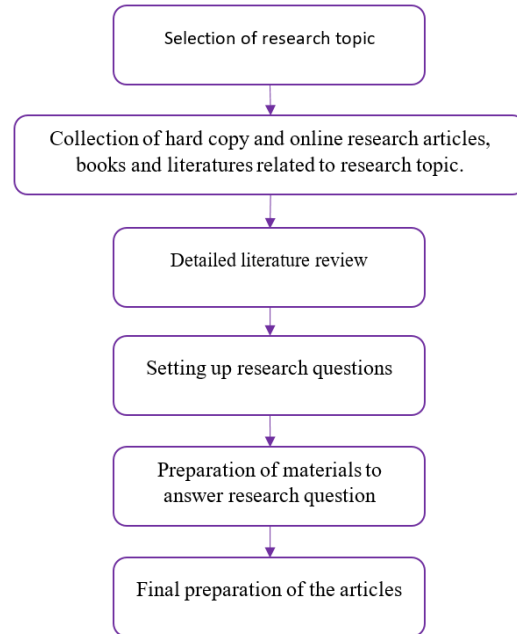 Selection of research topic
Collection of hard copy and online research articles,
books and literatures related to research topic.
Detailed literature review
Setting up research questions
Preparation of materials to
answer research question
Final preparation of the articles